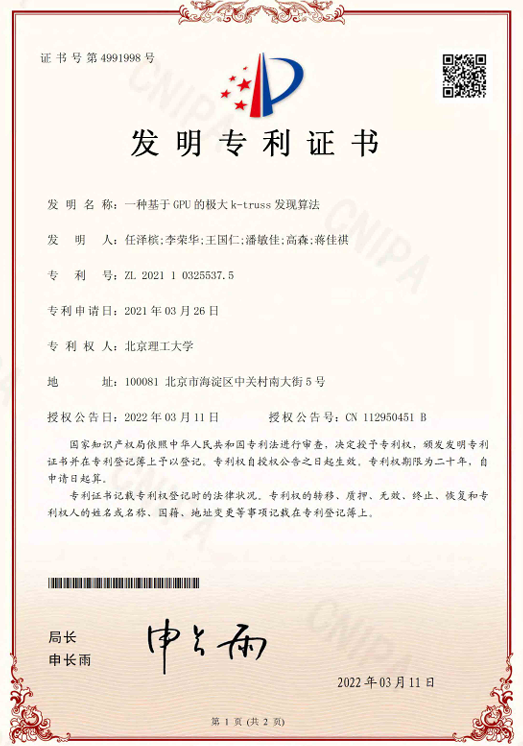 证书号第4991998号
发明专利证书
发明名称：一种基于GPU的极大k-truss发现算法
发明人：任泽槟;李荣华;王国仁;潘敏佳;高森;蒋佳祺
专利号：ZL 2021 1 0325537.5
专利申请日：2021年03月26日
专利权人：北京理工大学
地址：100081 北京市海淀区中关村南大街5号
授权公告日：2022年03月11日 授权公告号：CN 112950451 B
国家知识产权局依照中华人民共和国专利法进行审查，决定授予专利权，颁发发明专利
证书并在专利登记簿上予以登记。专利权自授权公告之日起生效。专利权期限为二十年，自
申请日起算。
专利证书记载专利权登记时的法律状况。专利权的转移、质押、无效、终止、恢复和专
利权人的姓名或名称、国籍、地址变更等事项记载在专利登记簿上。
局长
申长雨
申长雨
2022年03月11日
第 1 页 (共 2 页)
CNIPA
CNIPA
CNIPA
CNIPA